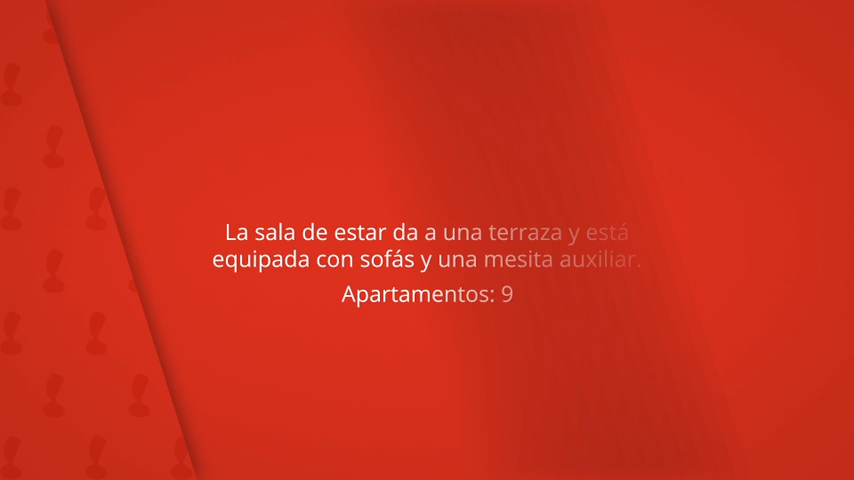 La sala de estar da a una terraza y está
equipada con sofás y una mesita auxiliar.
Apartamentos: 9